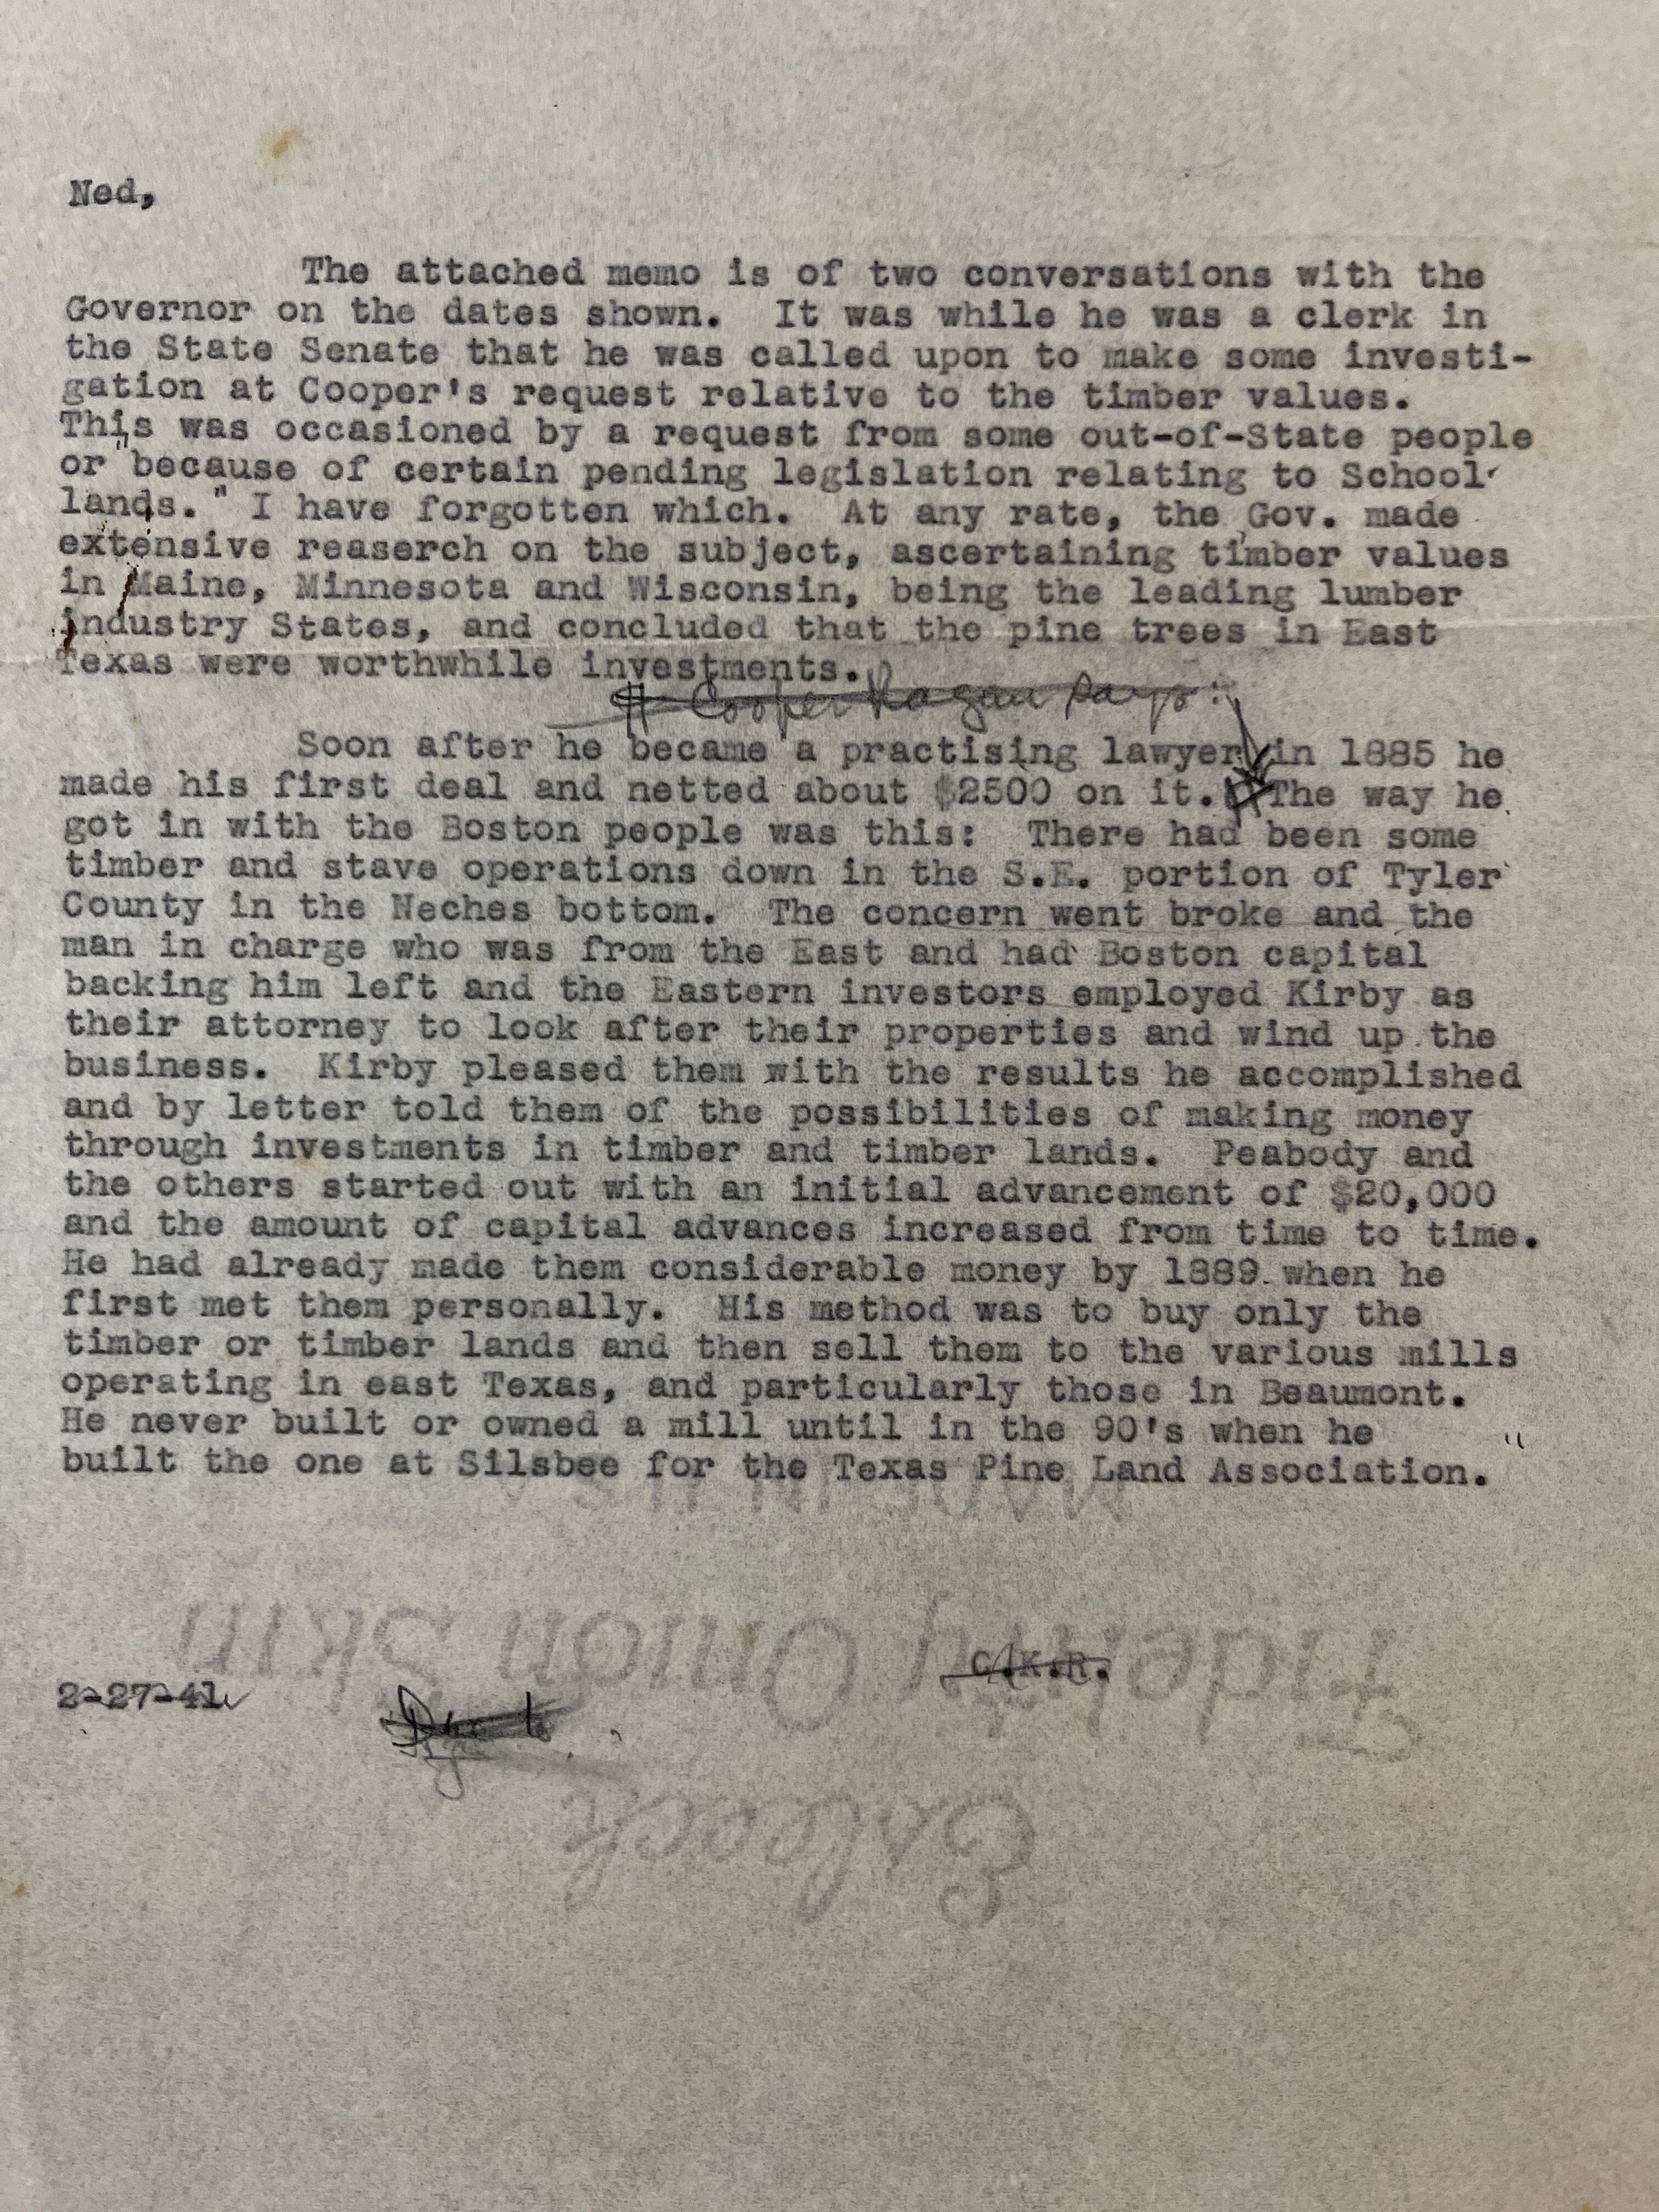 Ned,
The attached memo is of two conversations with the
Governor on the dates shown. It was while he was a clerk in
the State Senate that he was called upon to make some investi-
gation at Cooper's request relative to the timber values.
This was occasioned by a request from some out-of-State people
or "because of certain pending legislation relating to School
lands." I have forgotten which. At any rate, the Gov. made
extensive reaserch on the subject, ascertaining timber values
in Maine, Minnesota and Wisconsin, being the leading lumber
industry States, and concluded that the pine trees in East
Texas were worthwhile investments.
Cooper Ragan says:
Soon after he became a practising lawyer in 1885 he
made his first deal and netted about $2500 on it. The way he
got in with the Boston people was this: There had been some
timber and stave operations down in the S.E. portion of Tyler
County in the Neches bottom. The concern went broke and the
man in charge who was from the East and had Boston capital
backing him left and the Eastern investors employed Kirby as
their attorney to look after their properties and wind up the
business. Kirby pleased them with the results he accomplished
and by letter told them of the possibilities of making money
through investments in timber and timber lands. Peabody and
the others started out with an initial advancement of $20,000
and the amount of capital advances increased from time to time.
He had already made them considerable money by 1889 when he
first met them personally. His method was to buy only the
timber or timber lands and then sell them to the various mills
operating in east Texas, and particularly those in Beaumont.
He never built or owned a mill until in the 90's when he "
built the one at Silsbee for the Texas Pine Land Association.
MADE IN U.S.A.
Fidelity Onion Skin
C.K.R.
2-27-41
Esleeck